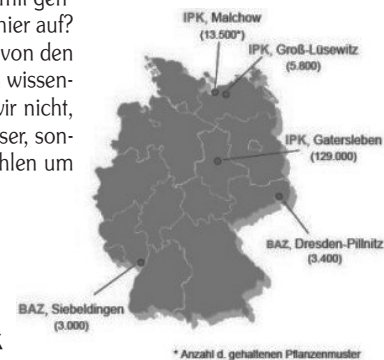 mit gen-
hier auf?
von den
wissen-
wir nicht,
ser, son-
hlen um
IPK, Malchow
(13.500*)
IPK, Groß-Lüsewitz
(5.800)
IPK, Gatersleben
(129.000)
BAZ, Dresden-Pillnitz
(3.400)
BAZ, Siebeldingen
(3.000)
* Anzahl d. gehaltenen Pflanzenmuster